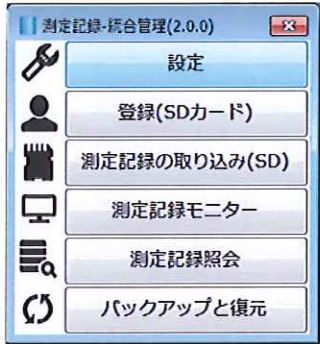 測定記録-統合管理(2.0.0)
設定
登録(SDカード)
測定記録の取り込み(SD)
測定記録モニター
測定記録照会
バックアップと復元